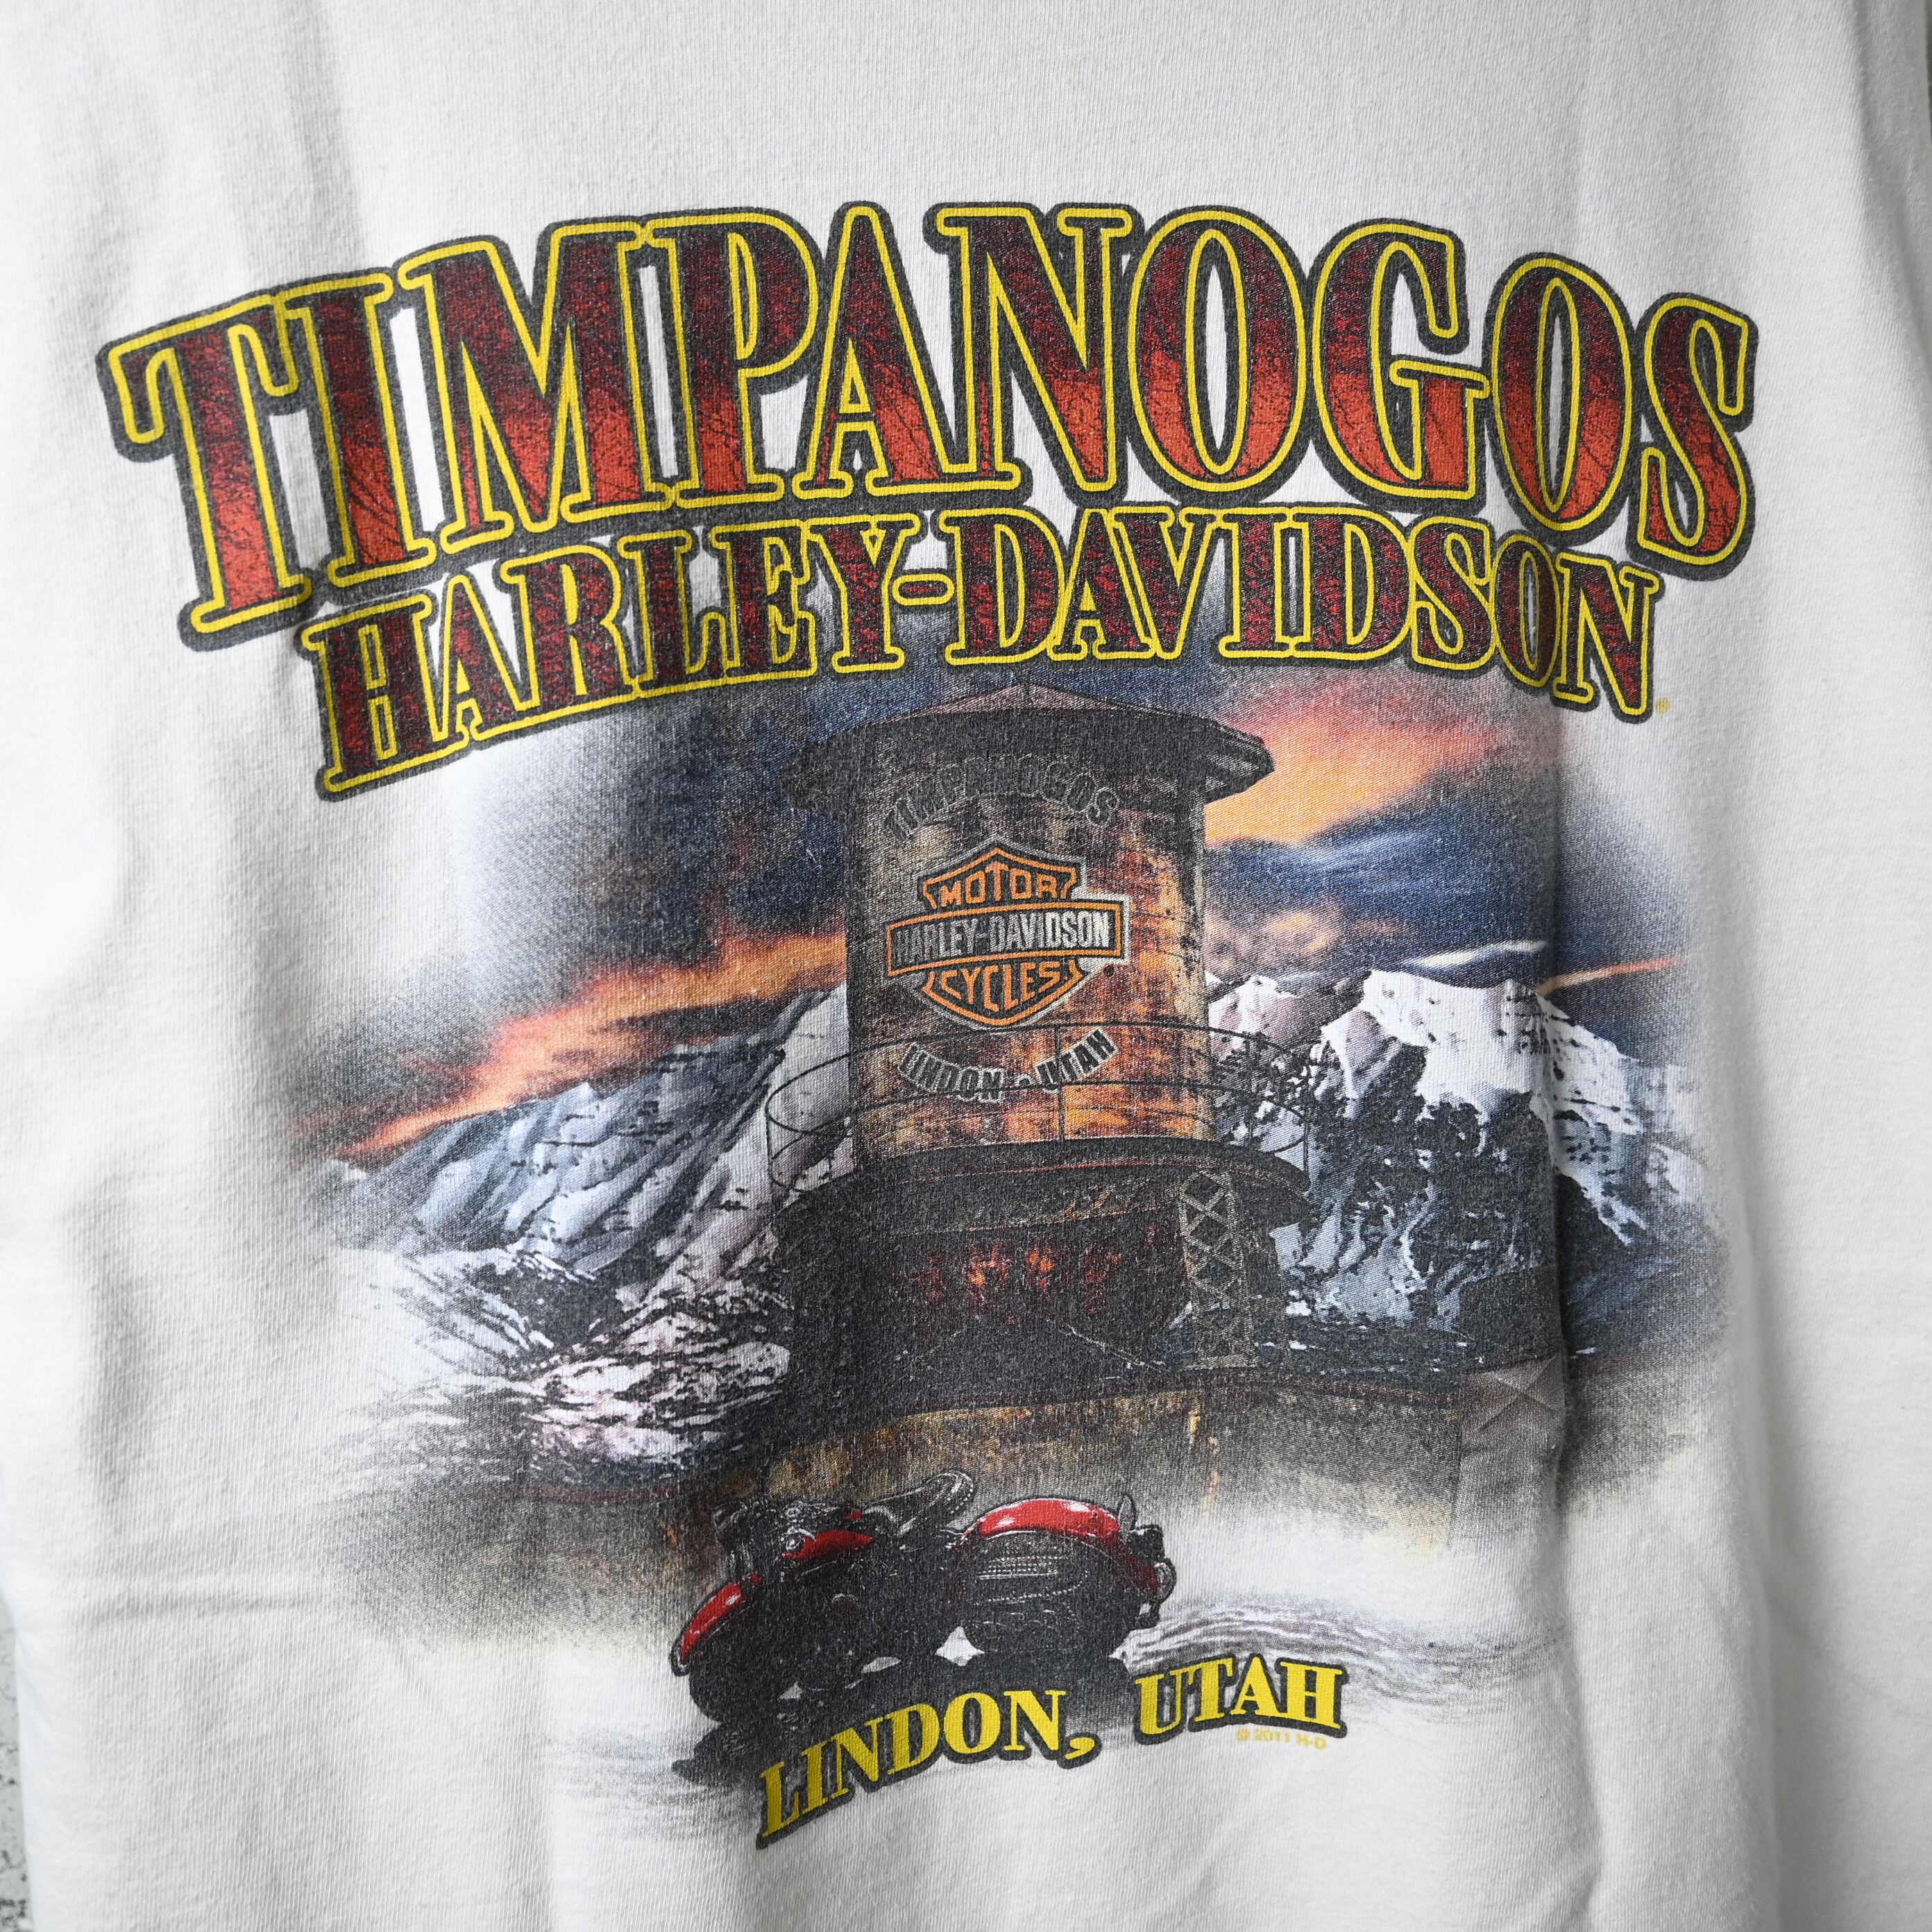 TIMPANOGOS
HARLEY-DAVIDSON®
TIMPANOGOS
MOTOR
HARLEY-DAVIDSON
CYCLES
LINDON • UTAH
LINDON, UTAH
© 2011 H-D